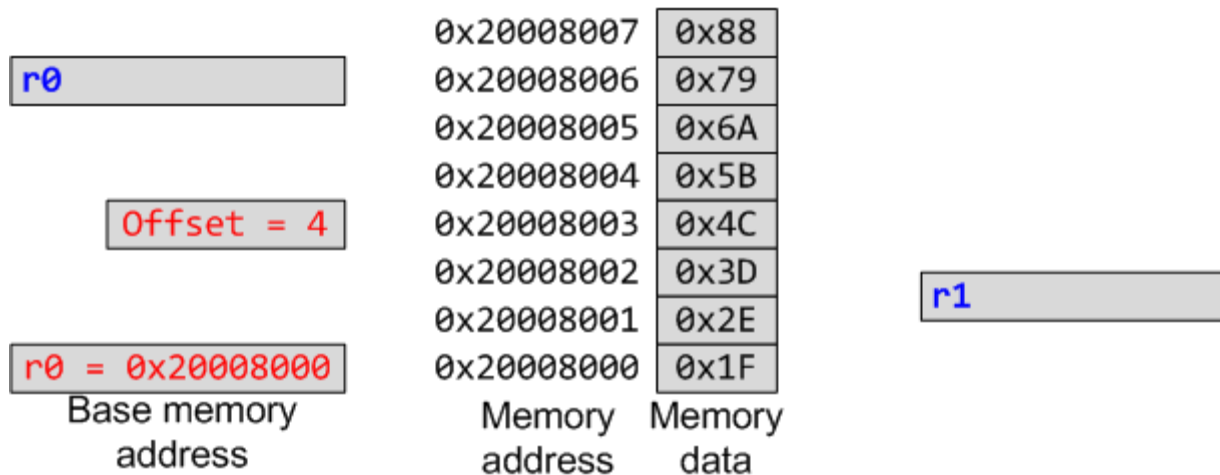 0x20008007 0x88
r0 0x20008006 0x79
0x20008005 0x6A
0x20008004 0x5B
Offset = 4 0x20008003 0x4C
0x20008002 0x3D
r1
0x20008001 0x2E
r0 = 0x20008000 0x20008000 0x1F
Base memory
address
Memory
address
Memory
data